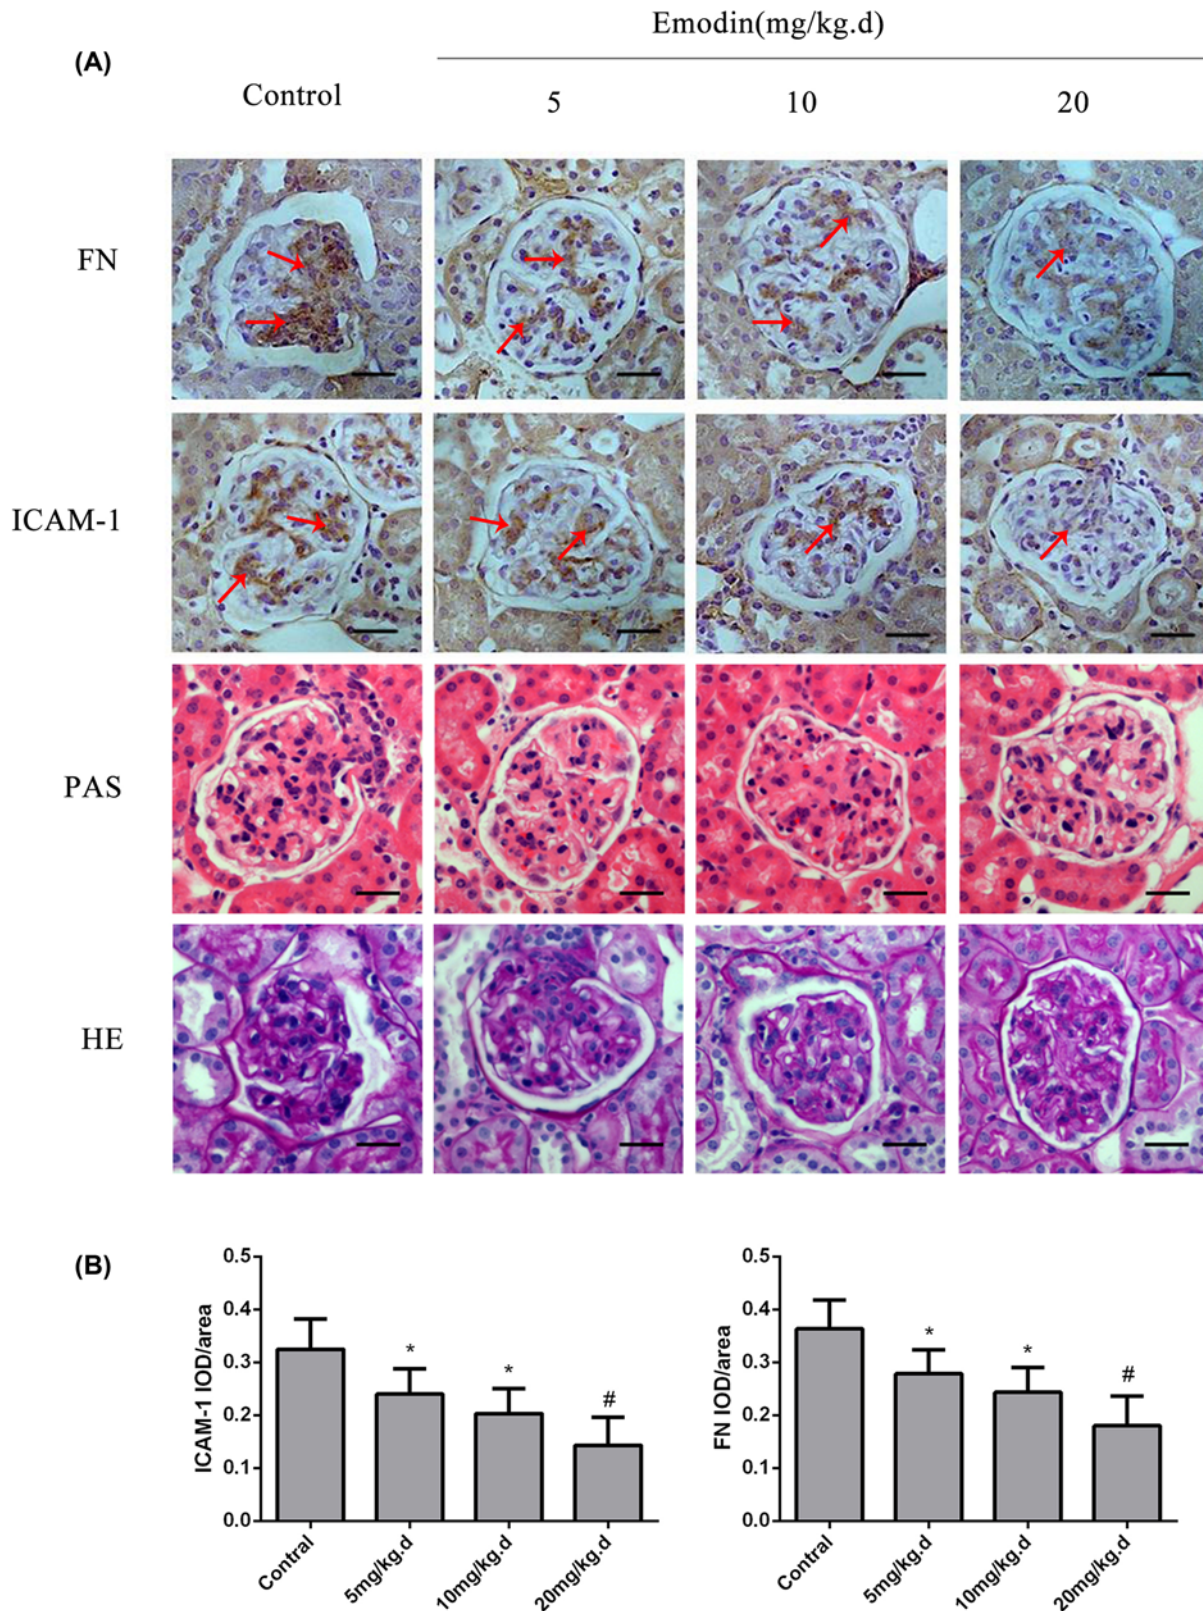 Emodin(mg/kg.d)
(A)
Control
5
10
20
FN
ICAM-1
PAS
HE
(B)
ICAM-1 IOD/area
0.5
0.4
0.3
0.2
0.1
0.0
*
*
#
Contral
5mg/kg.d
10mg/kg.d
20mg/kg.d
FN IOD/area
0.5
0.4
0.3
0.2
0.1
0.0
*
*
#
Contral
5mg/kg.d
10mg/kg.d
20mg/kg.d